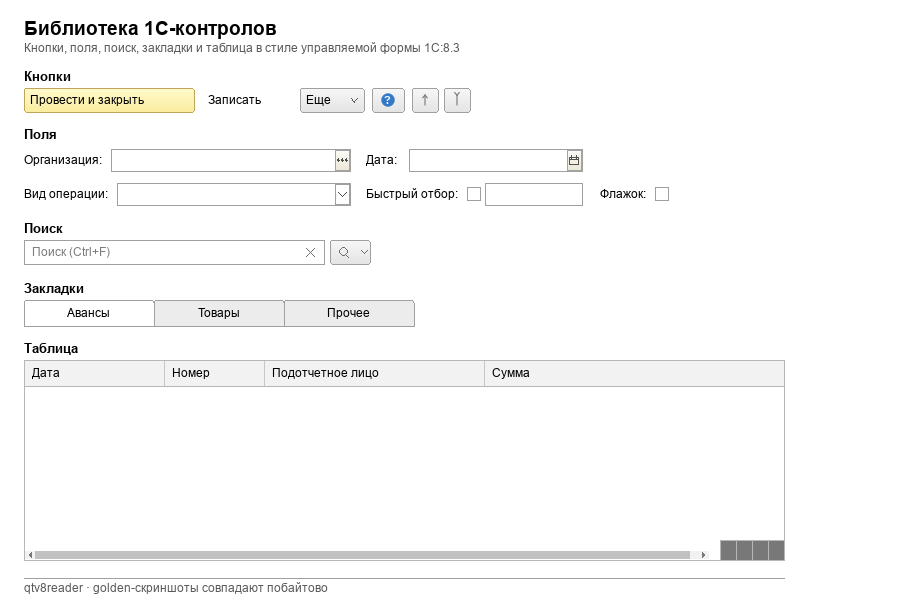 Библиотека 1С-контролов
Кнопки, поля, поиск, закладки и таблица в стиле управляемой формы 1С:8.3
Кнопки
Провести и закрыть Записать Еще ?
Поля
Организация: Дата:
Вид операции: Быстрый отбор: Флажок:
Поиск
Поиск (Ctrl+F)
Закладки
Авансы Товары Прочее
Таблица
Дата Номер Подотчетное лицо Сумма
qtv8reader · golden-скриншоты совпадают побайтово